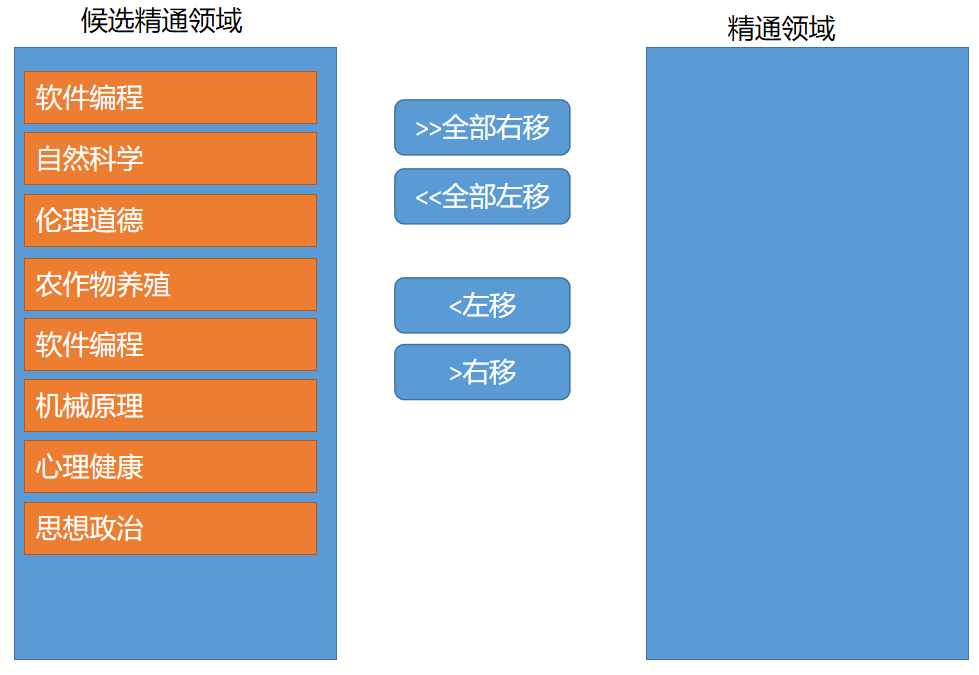 候选精通领域
软件编程
自然科学
伦理道德
农作物养殖
软件编程
机械原理
心理健康
思想政治
>>全部右移
<<全部左移
<左移
>右移
精通领域